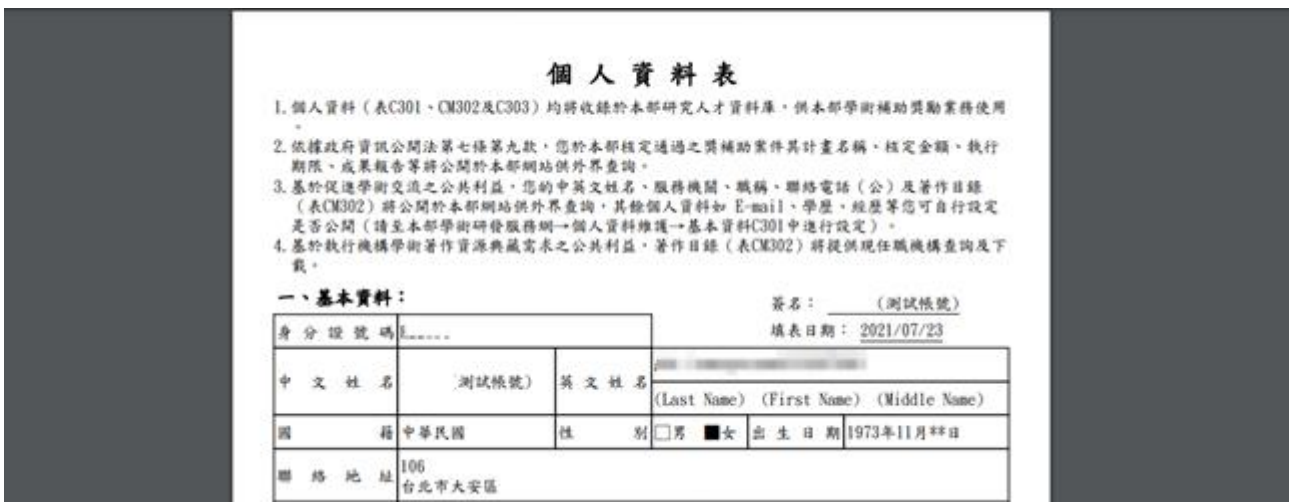 個人資料表
1. 個人資料（表C301、CM302及C303）均將收錄於本部研究人才資料庫，供本部學術補助獎勵業務使用
。
2. 依據政府資訊公開法第七條第九款，您於本部核定通過之獎補助案件其計畫名稱、核定金額、執行
期限、成果報告等將公開於本部網站供外界查詢。
3. 基於促進學術交流之公共利益，您的中英文姓名、服務機關、職稱、聯絡電話（公）及著作目錄
（表CM302）將公開於本部網站供外界查詢，其餘個人資料如 E-mail、學歷、經歷等您可自行設定
是否公開（請至本部學術研發服務網→個人資料維護→基本資料C301中進行設定）。
4. 基於執行機構學術著作資源典藏需求之公共利益，著作目錄（表CM302）將提供現任職機構查詢及下
載。
一、基本資料：
簽名： (測試帳號)
填表日期： 2021/07/23
身分證號碼
中文姓名 測試帳號) 英文姓名
(Last Name) (First Name) (Middle Name)
國籍 中華民國 性別 □男 ■女 出生日期 1973年11月**日
聯絡地址 106
台北市大安區